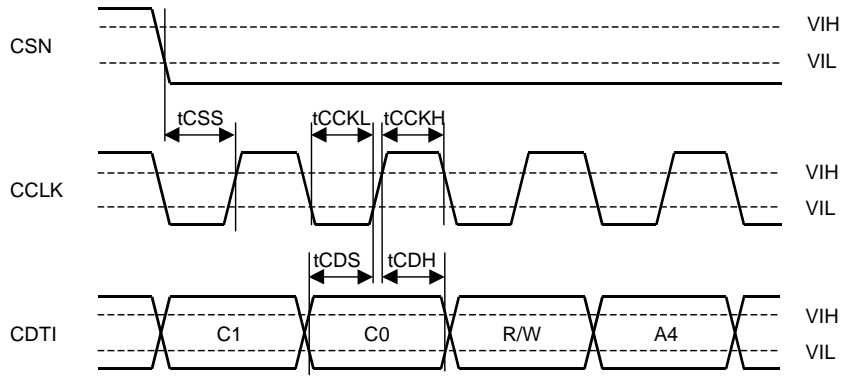 CSN
VIH
VIL
tCSS
tCCKL
tCCKH
CCLK
VIH
VIL
tCDS
tCDH
CDTI
C1
C0
R/W
A4
VIH
VIL